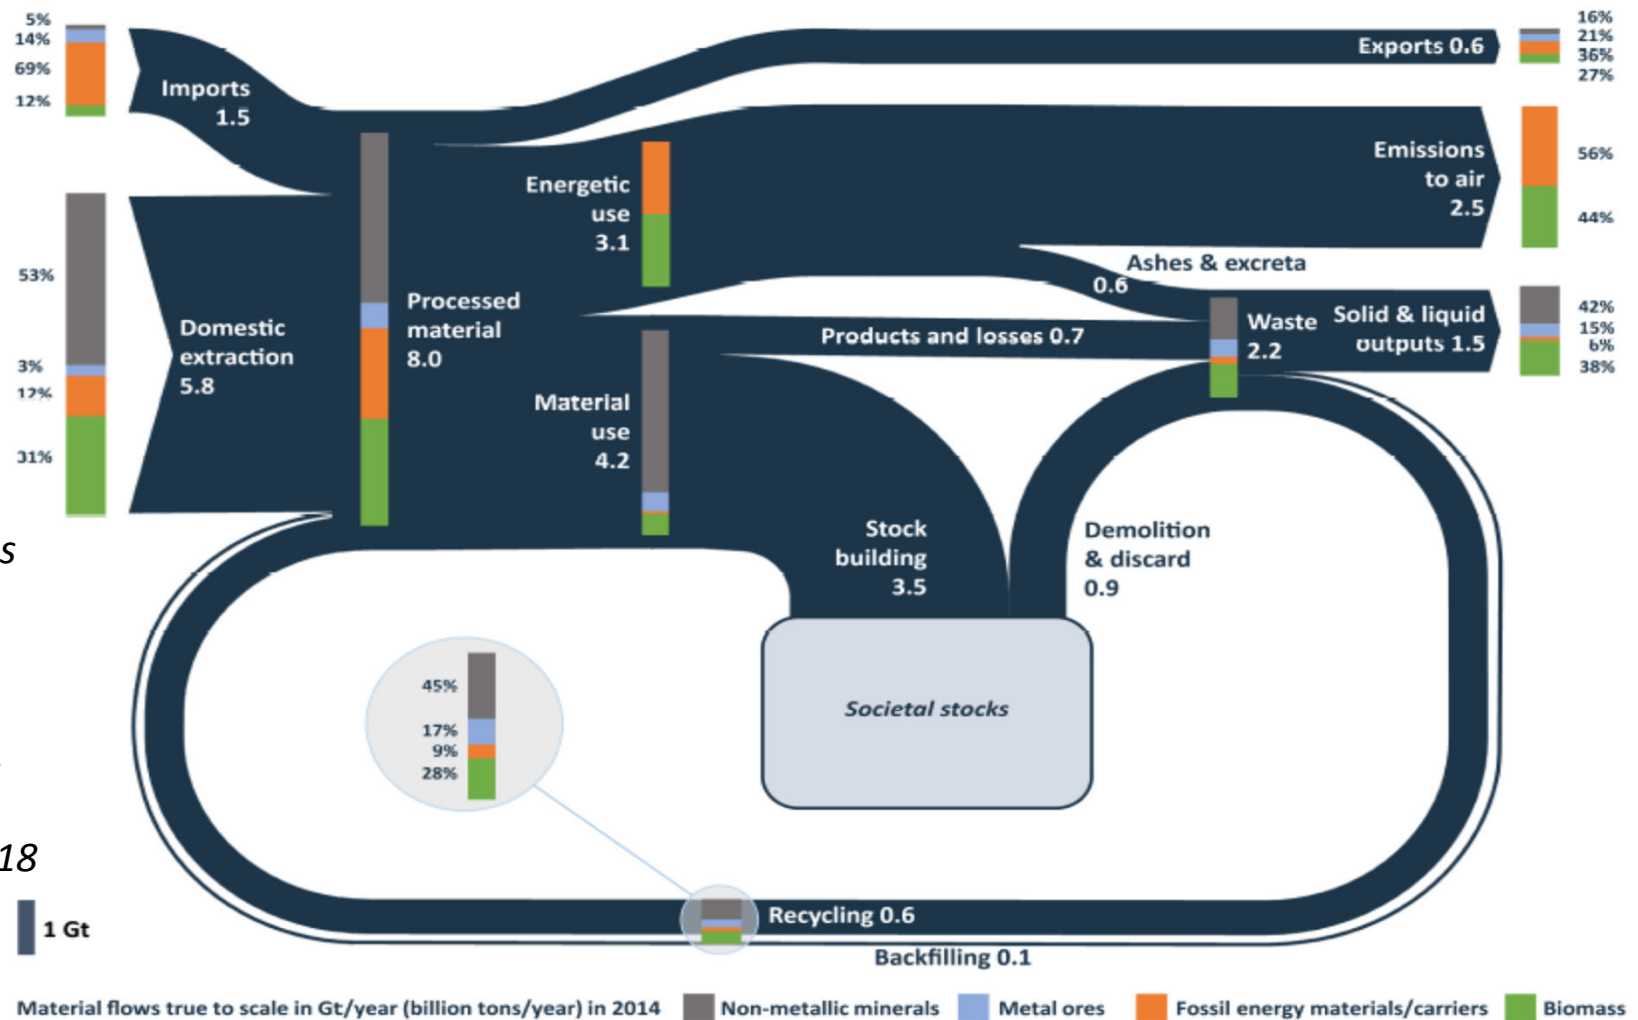 5%
14%
69%
12%
Imports
1.5
53%
3%
12%
31%
Domestic
extraction
5.8
Processed
material
8.0
Energetic
use
3.1
Material
use
4.2
Exports 0.6
16%
21%
36%
27%
Emissions
to air
2.5
56%
44%
Ashes & excreta
0.6
Products and losses 0.7
Waste
2.2
Solid & liquid
outputs 1.5
42%
15%
6%
38%
Stock
building
3.5
Demolition
& discard
0.9
Societal stocks
s
45%
17%
9%
28%
18
1 Gt
Recycling 0.6
Backfilling 0.1
Material flows true to scale in Gt/year (billion tons/year) in 2014
Non-metallic minerals
Metal ores
Fossil energy materials/carriers
Biomass